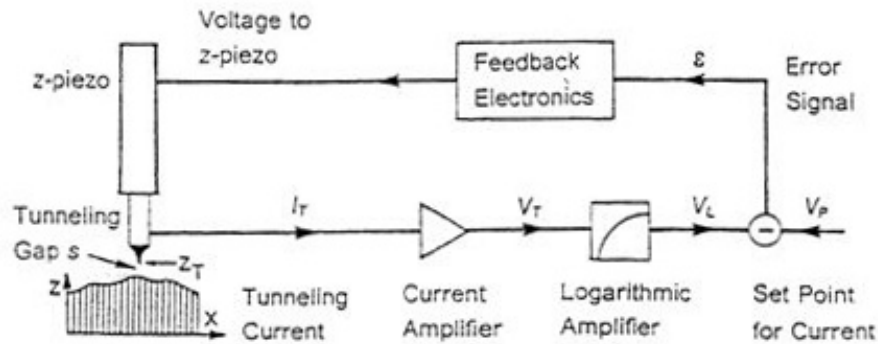 Voltage to
z-piezo
z-piezo
Feedback
Electronics
ε
Error
Signal
Tunneling
Gap s
I_T
V_T
V_L
V_P
z_T
z
x
Tunneling
Current
Current
Amplifier
Logarithmic
Amplifier
Set Point
for Current